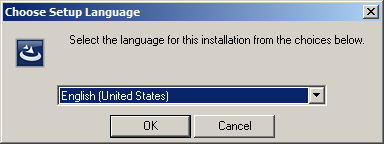 Choose Setup Language
Select the language for this installation from the choices below.
English (United States)
OK
Cancel